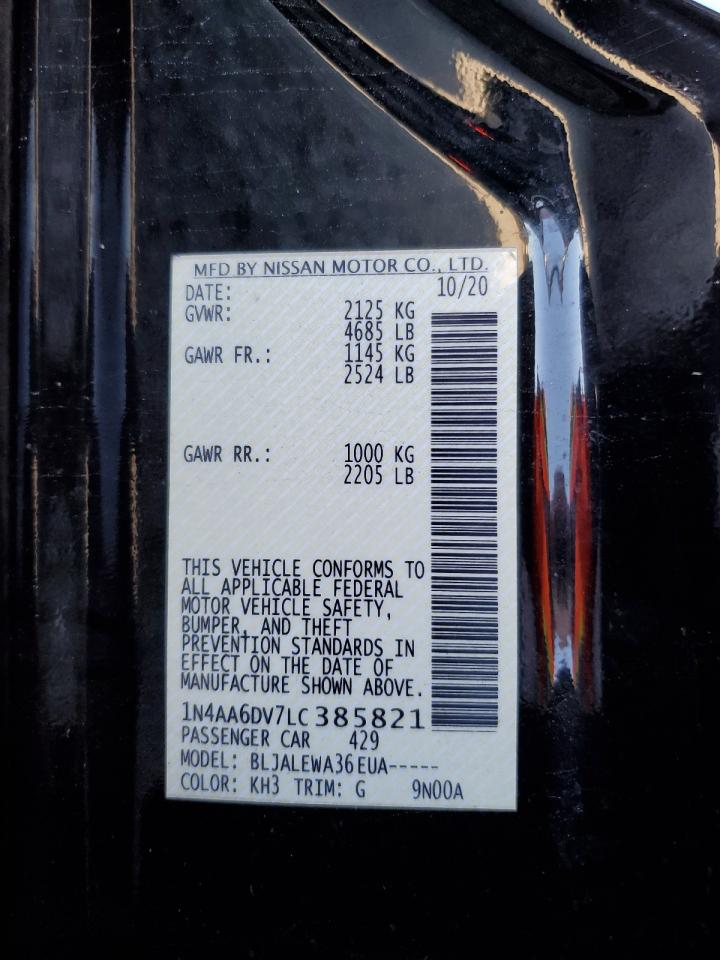 MFD BY NISSAN MOTOR CO., LTD.
DATE: 10/20
GVWR: 2125 KG
4685 LB
GAWR FR.: 1145 KG
2524 LB
GAWR RR.: 1000 KG
2205 LB
THIS VEHICLE CONFORMS TO
ALL APPLICABLE FEDERAL
MOTOR VEHICLE SAFETY,
BUMPER, AND THEFT
PREVENTION STANDARDS IN
EFFECT ON THE DATE OF
MANUFACTURE SHOWN ABOVE.
1N4AA6DV7LC385821
PASSENGER CAR 429
MODEL: BLJALEWA36EUA-----
COLOR: KH3 TRIM: G 9N00A